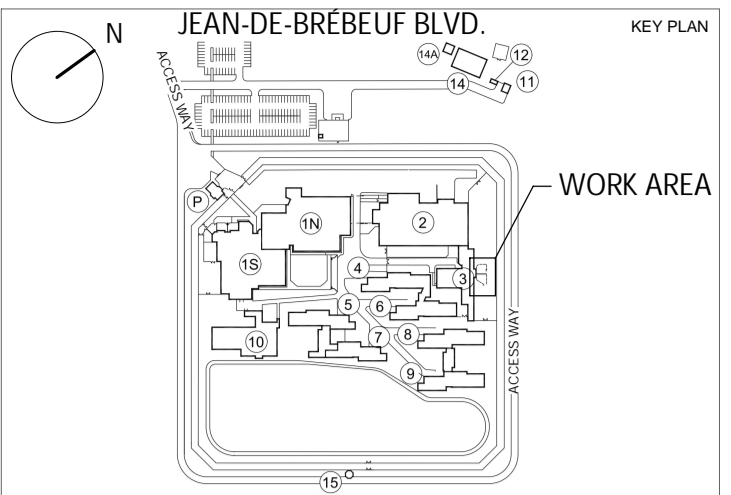 JEAN-DE-BRÉBEUF BLVD.
KEY PLAN
N
ACCESS WAY
14A
12
14
11
P
1N
2
WORK AREA
1S
4
3
5
6
7
8
10
9
ACCESS WAY
15